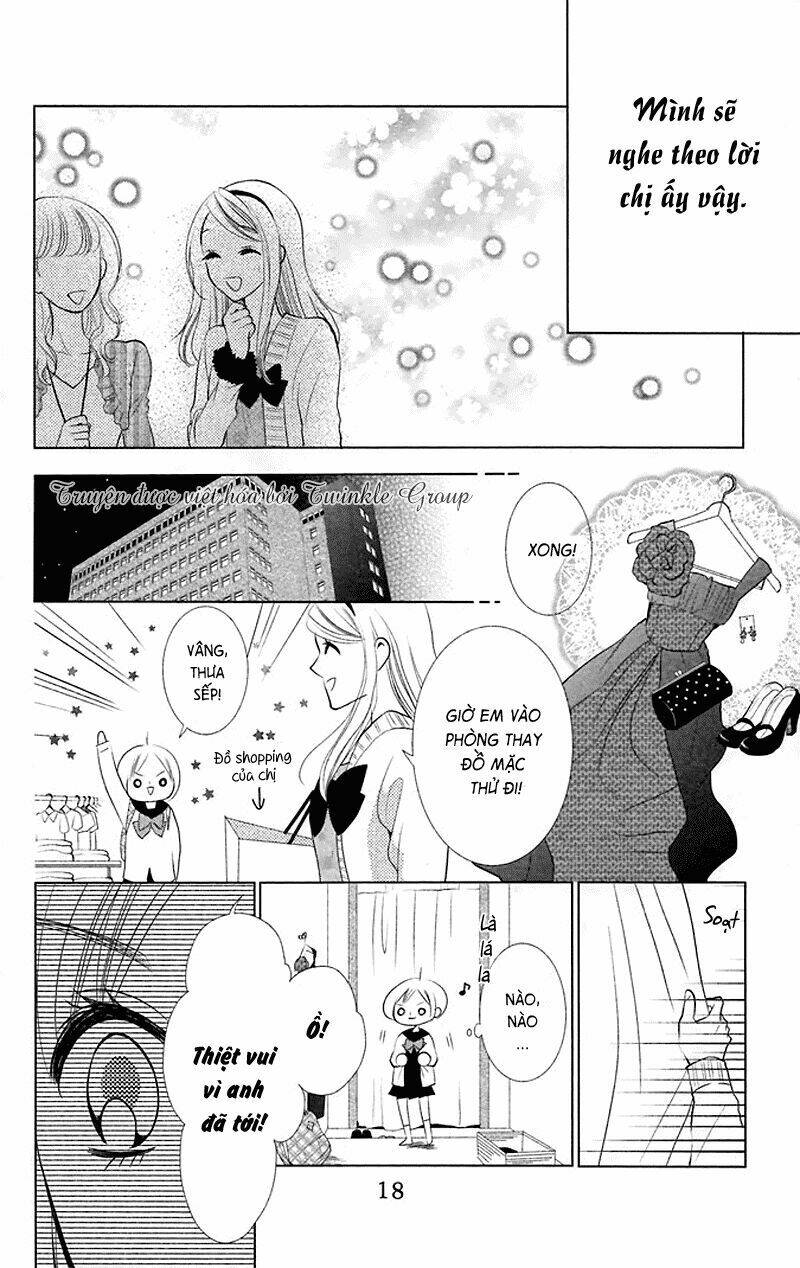 Mình sẽ
nghe theo lời
chị ấy vậy.
Truyện được việt hóa bởi Twinkle Group
XONG!
GIỜ EM VÀO
PHÒNG THAY
ĐỒ MẶC
THỬ ĐI!
VÂNG,
THƯA
SẾP!
Đồ shopping
của chị
Soạt
NÀO,
NÀO
...
Là
lá
la
Ồ!
Thiệt vui
vì anh
đã tới!
18